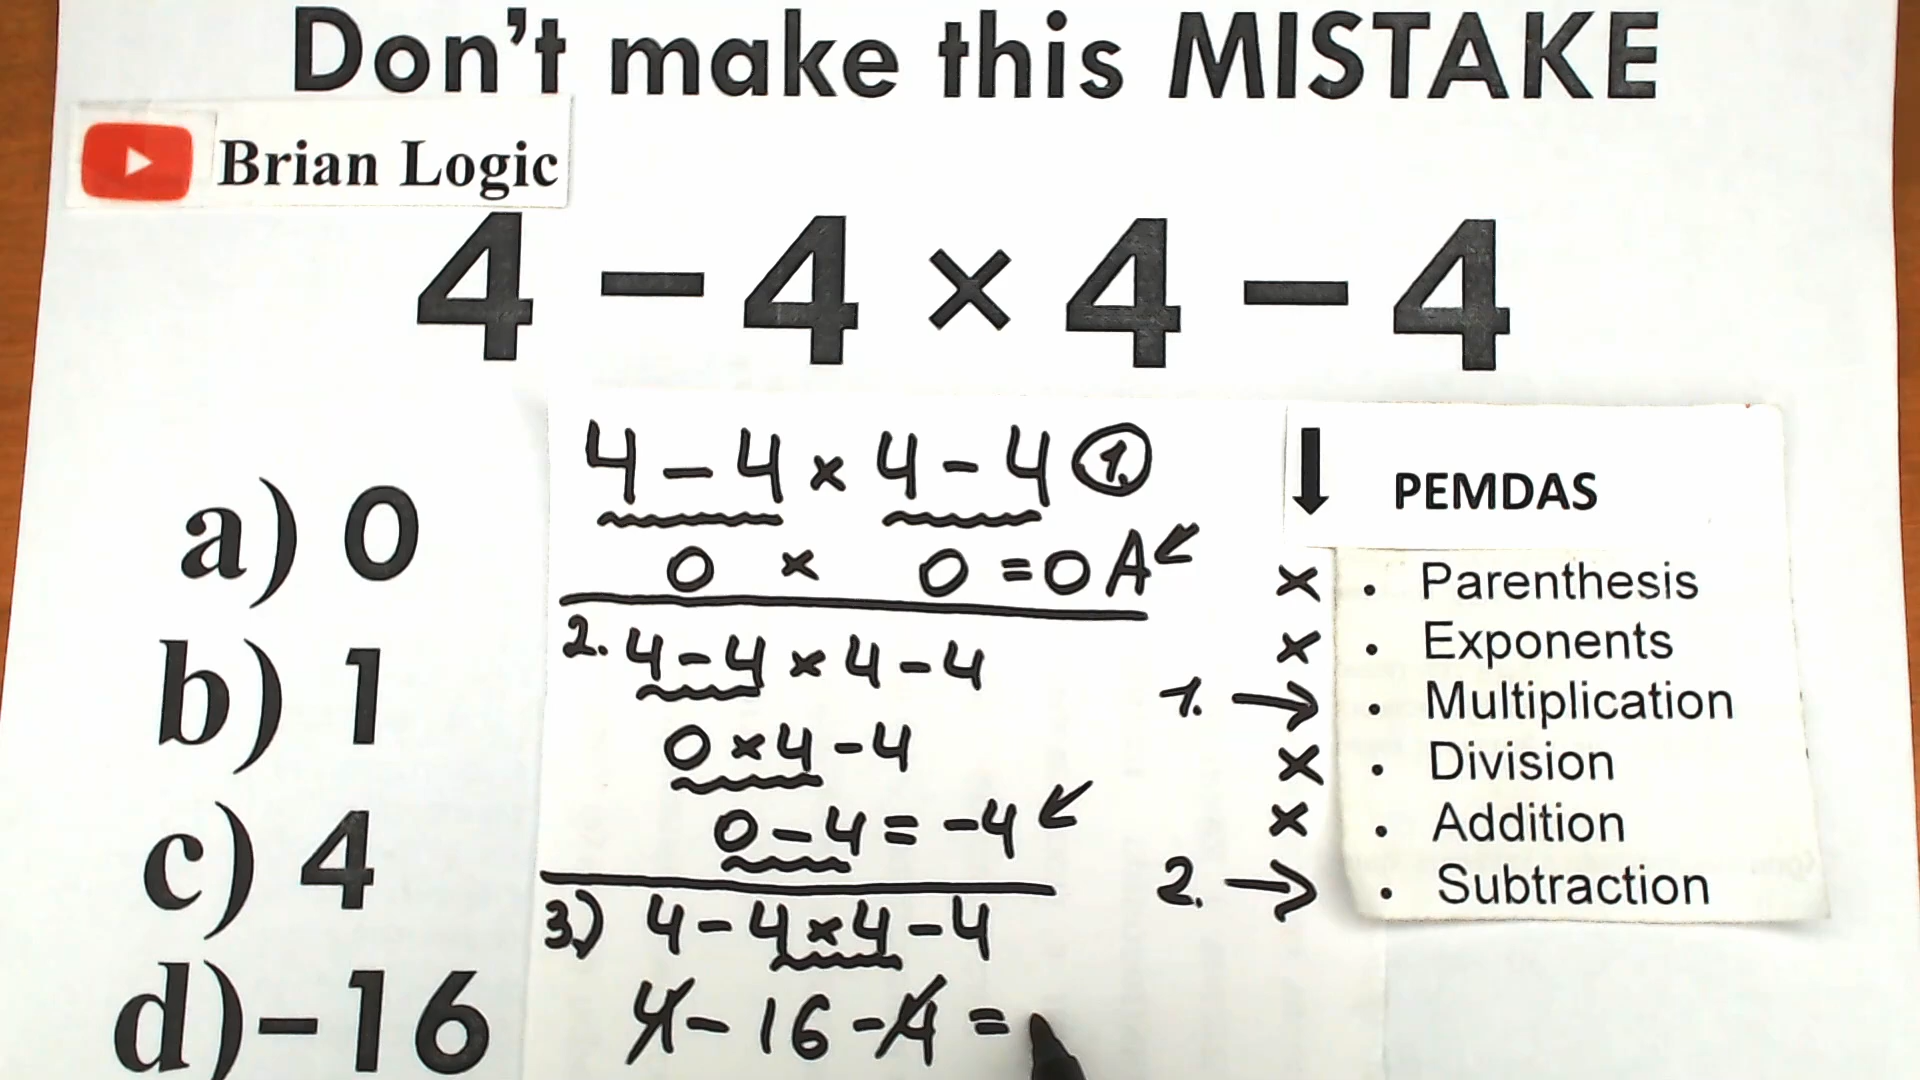 Don't make this MISTAKE
Brian Logic
4 − 4 × 4 − 4
a) 0
b) 1
c) 4
d) −16
4 − 4 × 4 − 4 1.
0 × 0 = 0 A
2. 4 − 4 × 4 − 4
0 × 4 − 4
0 − 4 = −4
3) 4 − 4 × 4 − 4
4 − 16 − 4 =
PEMDAS
× • Parenthesis
× • Exponents
1. → • Multiplication
× • Division
× • Addition
2. → • Subtraction